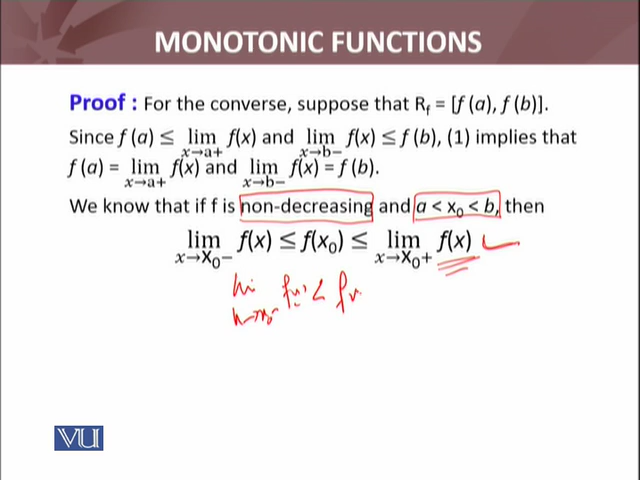 MONOTONIC FUNCTIONS
Proof : For the converse, suppose that R_f = [f (a), f (b)].
Since f (a) ≤ lim_{x→a+} f(x) and lim_{x→b−} f(x) ≤ f (b), (1) implies that
f (a) = lim_{x→a+} f(x) and lim_{x→b−} f(x) = f (b).
We know that if f is non-decreasing and a < x₀ < b, then
lim_{x→x₀−} f(x) ≤ f(x₀) ≤ lim_{x→x₀+} f(x)
VU